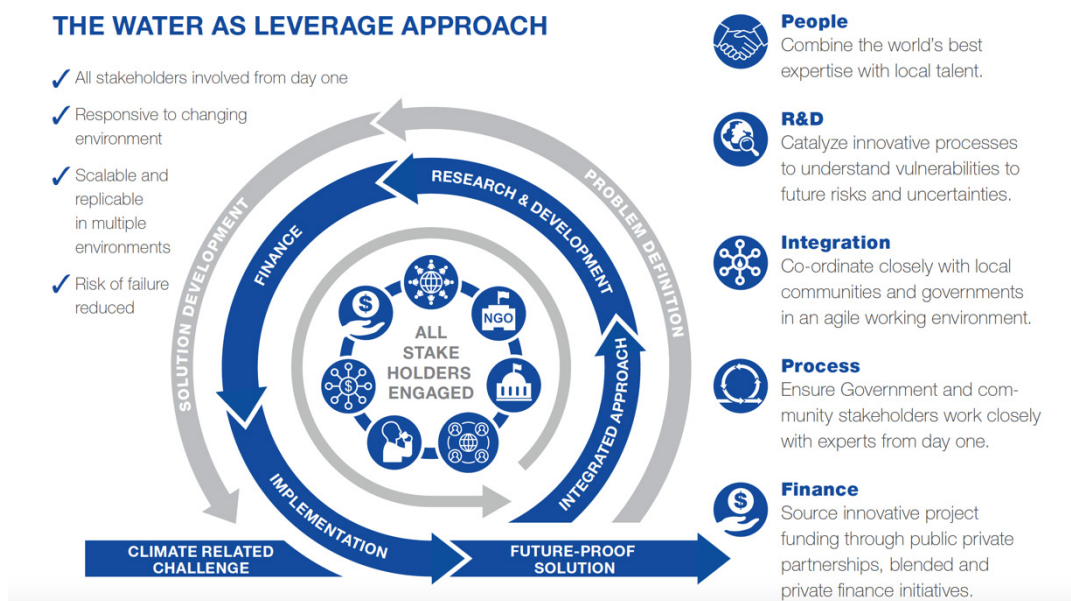 THE WATER AS LEVERAGE APPROACH
✓ All stakeholders involved from day one
✓ Responsive to changing
environment
✓ Scalable and
replicable
in multiple
environments
✓ Risk of failure
reduced
SOLUTION DEVELOPMENT
PROBLEM DEFINITION
FINANCE
RESEARCH & DEVELOPMENT
INTEGRATED APPROACH
IMPLEMENTATION
$
NGO
$
ALL
STAKE
HOLDERS
ENGAGED
CLIMATE RELATED
CHALLENGE
FUTURE-PROOF
SOLUTION
People
Combine the world's best
expertise with local talent.
R&D
Catalyze innovative processes
to understand vulnerabilities to
future risks and uncertainties.
Integration
Co-ordinate closely with local
communities and governments
in an agile working environment.
Process
Ensure Government and com-
munity stakeholders work closely
with experts from day one.
$
Finance
Source innovative project
funding through public private
partnerships, blended and
private finance initiatives.